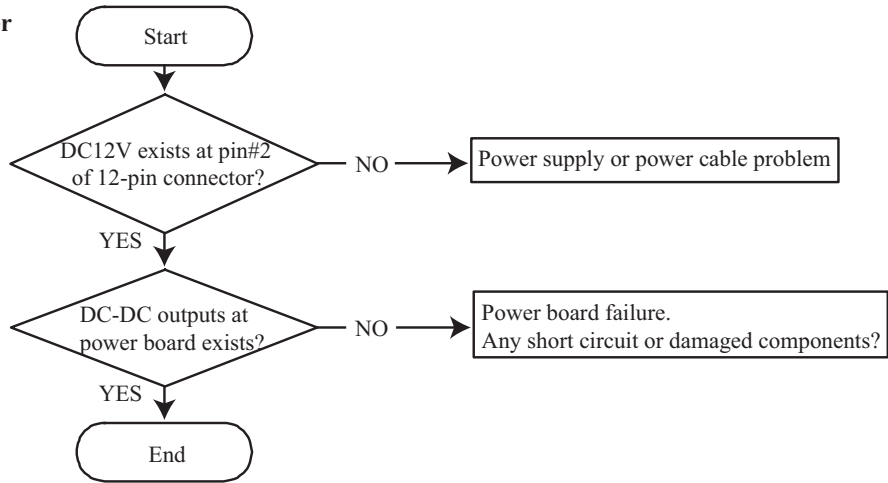 er
Start
DC12V exists at pin#2
of 12-pin connector?
NO
Power supply or power cable problem
YES
DC-DC outputs at
power board exists?
NO
Power board failure.
Any short circuit or damaged components?
YES
End